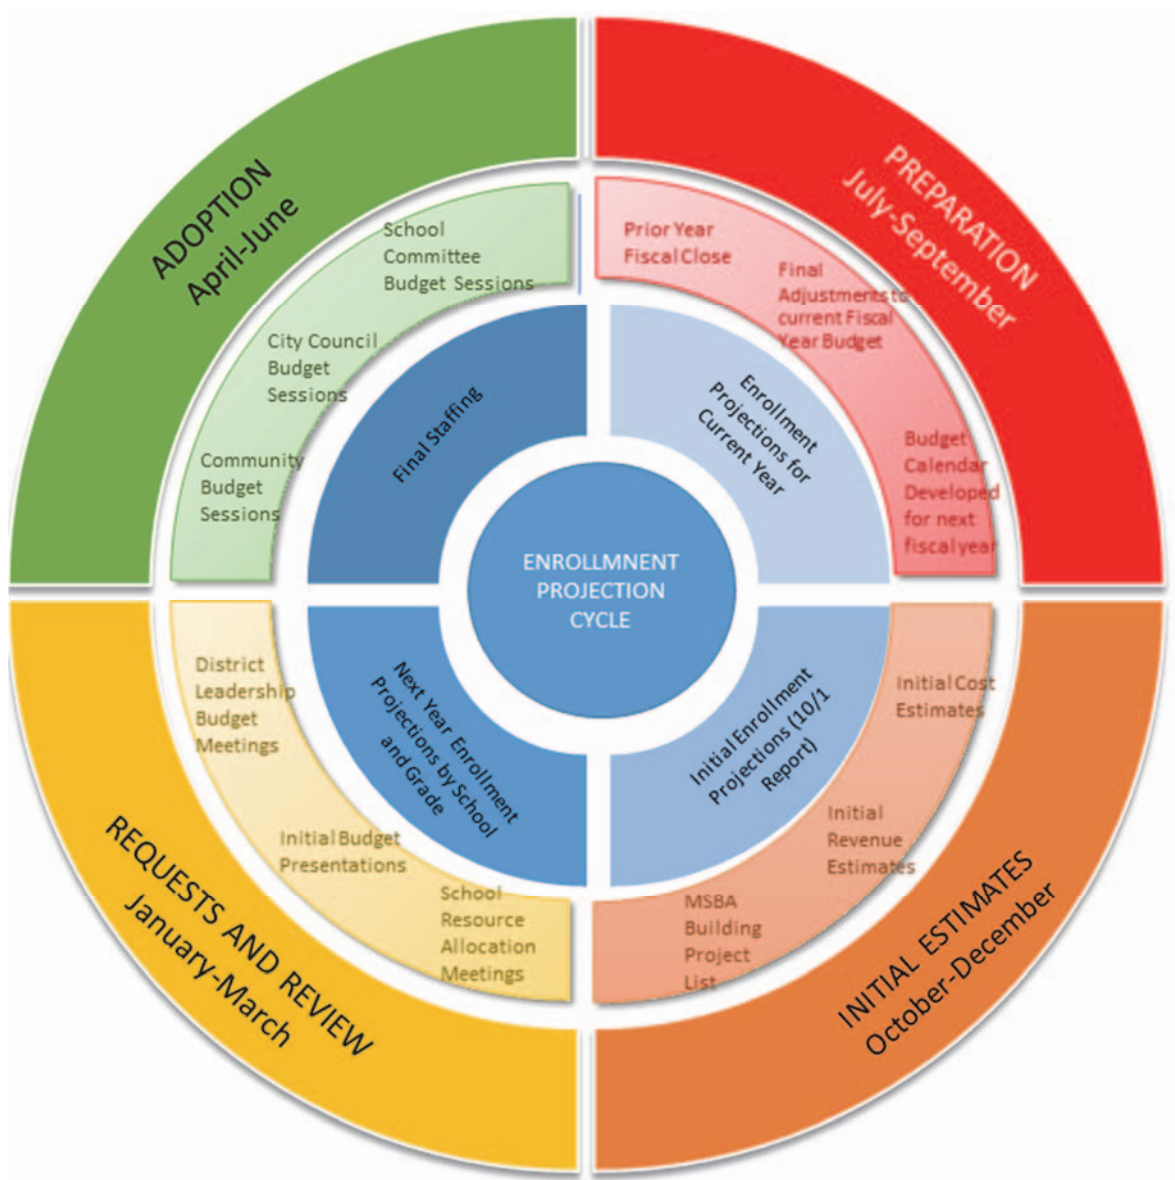 PREPARATION
July-September
Prior Year
Fiscal Close
Final
Adjustments to
current Fiscal
Year Budget
Budget
Calendar
Developed
for next
fiscal year
Enrollment
Projections for
Current Year
INITIAL ESTIMATES
October-December
Initial Cost
Estimates
Initial
Revenue
Estimates
MSBA
Building
Project
List
Initial Enrollment
Projections (10/1
Report)
REQUESTS AND REVIEW
January-March
District
Leadership
Budget
Meetings
Initial Budget
Presentations
School
Resource
Allocation
Meetings
Next Year Enrollment
Projections by School
and Grade
ADOPTION
April-June
School
Committee
Budget Sessions
City Council
Budget
Sessions
Community
Budget
Sessions
Final Staffing
ENROLLMNENT
PROJECTION
CYCLE